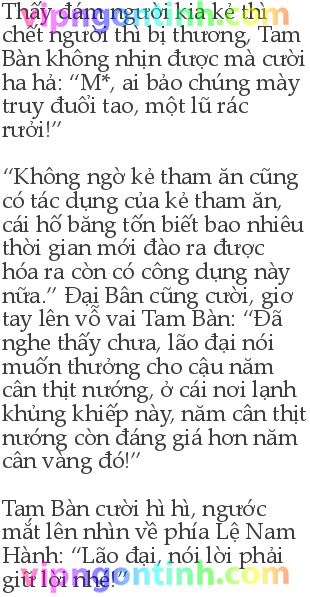 Thấy đám người kia kẻ thì
vipngontinh.com
chết người thì bị thương, Tam
Bàn không nhịn được mà cười
ha hả: “M*, ai bảo chúng mày
truy đuổi tao, một lũ rác
rưởi!”
“Không ngờ kẻ tham ăn cũng
có tác dụng của kẻ tham ăn,
cái hố băng tốn biết bao nhiêu
thời gian mới đào ra được
hóa ra còn có công dụng này
nữa.” Đại Bân cũng cười, giơ
tay lên vỗ vai Tam Bàn: “Đã
nghe thấy chưa, lão đại nói
muốn thưởng cho cậu năm
cân thịt nướng, ở cái nơi lạnh
khủng khiếp này, năm cân thịt
nướng còn đáng giá hơn năm
cân vàng đó!”
Tam Bàn cười hì hì, ngước
mắt lên nhìn về phía Lệ Nam
Hành: “Lão đại, nói lời phải
vipngontinh.com
giữ lời nhé!”